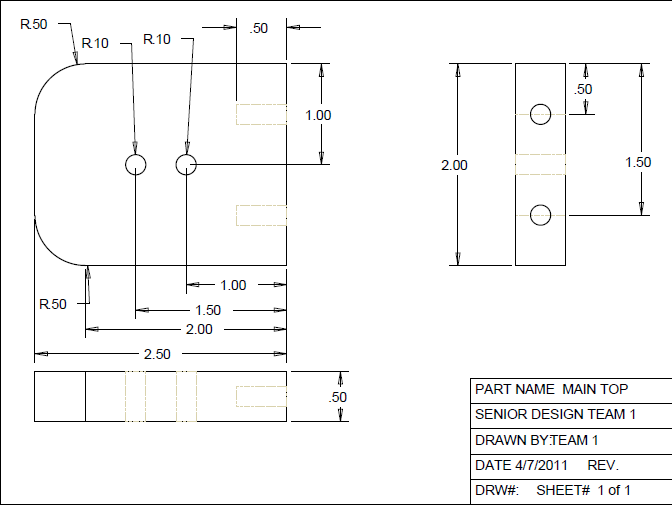 R.50
R.10
R.10
.50
1.00
.50
2.00
1.50
R.50
1.00
1.50
2.00
2.50
.50
PART NAME MAIN TOP
SENIOR DESIGN TEAM 1
DRAWN BY:TEAM 1
DATE 4/7/2011 REV.
DRW#: SHEET# 1 of 1